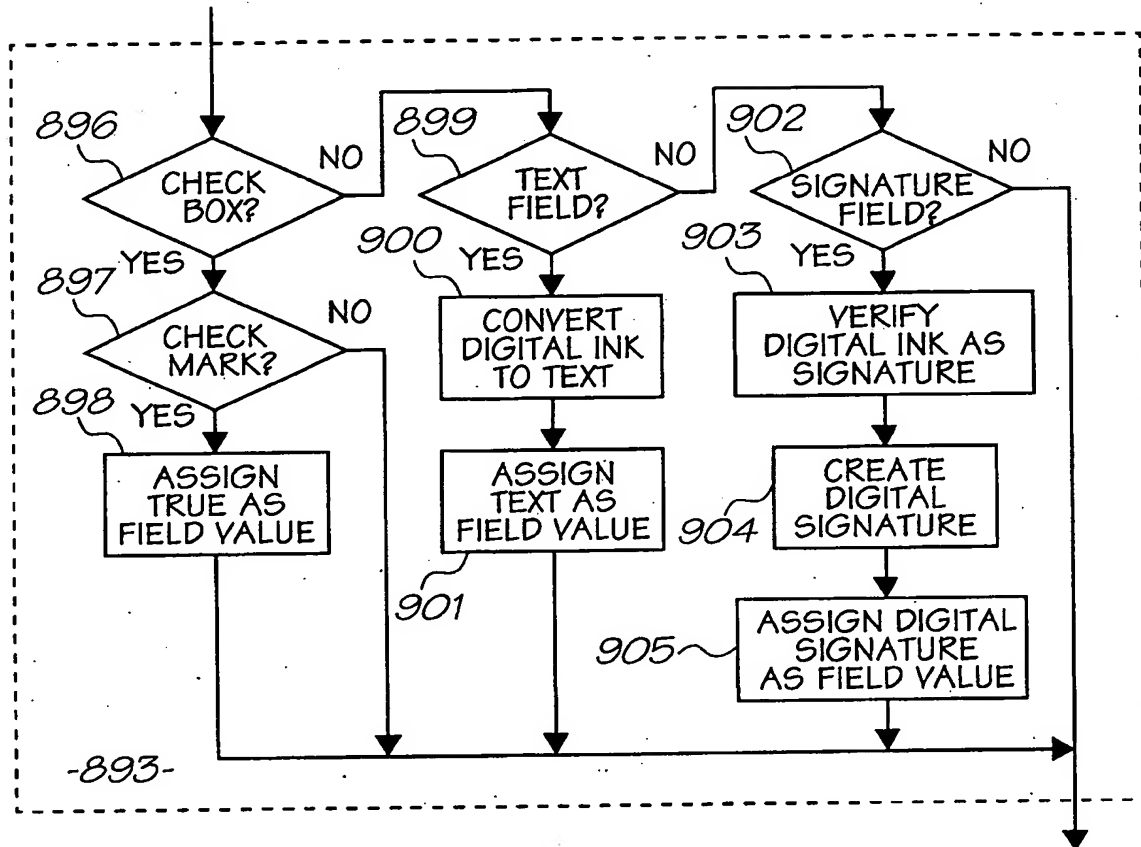 896
CHECK
BOX?
NO
YES
897
CHECK
MARK?
NO
YES
898
ASSIGN
TRUE AS
FIELD VALUE
899
TEXT
FIELD?
NO
YES
900
CONVERT
DIGITAL INK
TO TEXT
ASSIGN
TEXT AS
FIELD VALUE
901
902
SIGNATURE
FIELD?
NO
YES
903
VERIFY
DIGITAL INK AS
SIGNATURE
CREATE
DIGITAL
SIGNATURE
904
ASSIGN DIGITAL
SIGNATURE
AS FIELD VALUE
905
-893-